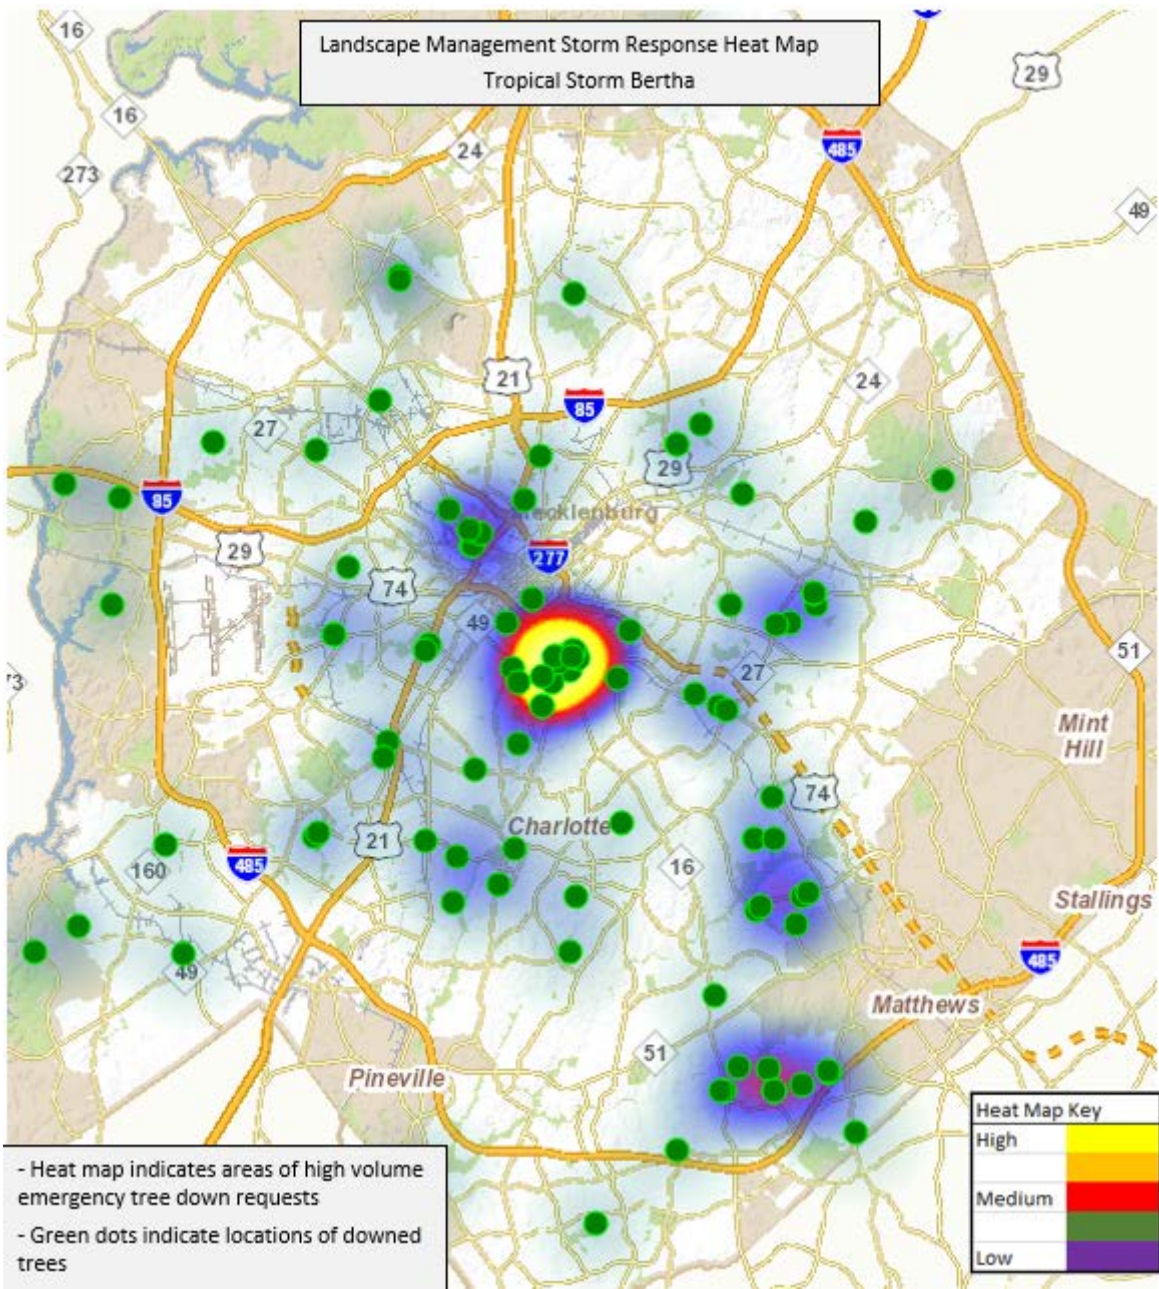 Landscape Management Storm Response Heat Map
Tropical Storm Bertha
16
29
16
485
24
273
49
21
24
85
27
29
85
Mecklenburg
29
277
74
49
51
27
73
Mint
Hill
74
Charlotte
21
16
485
160
Stallings
485
49
Matthews
51
Pineville
Heat Map Key
High
Medium
Low
- Heat map indicates areas of high volume
emergency tree down requests
- Green dots indicate locations of downed
trees